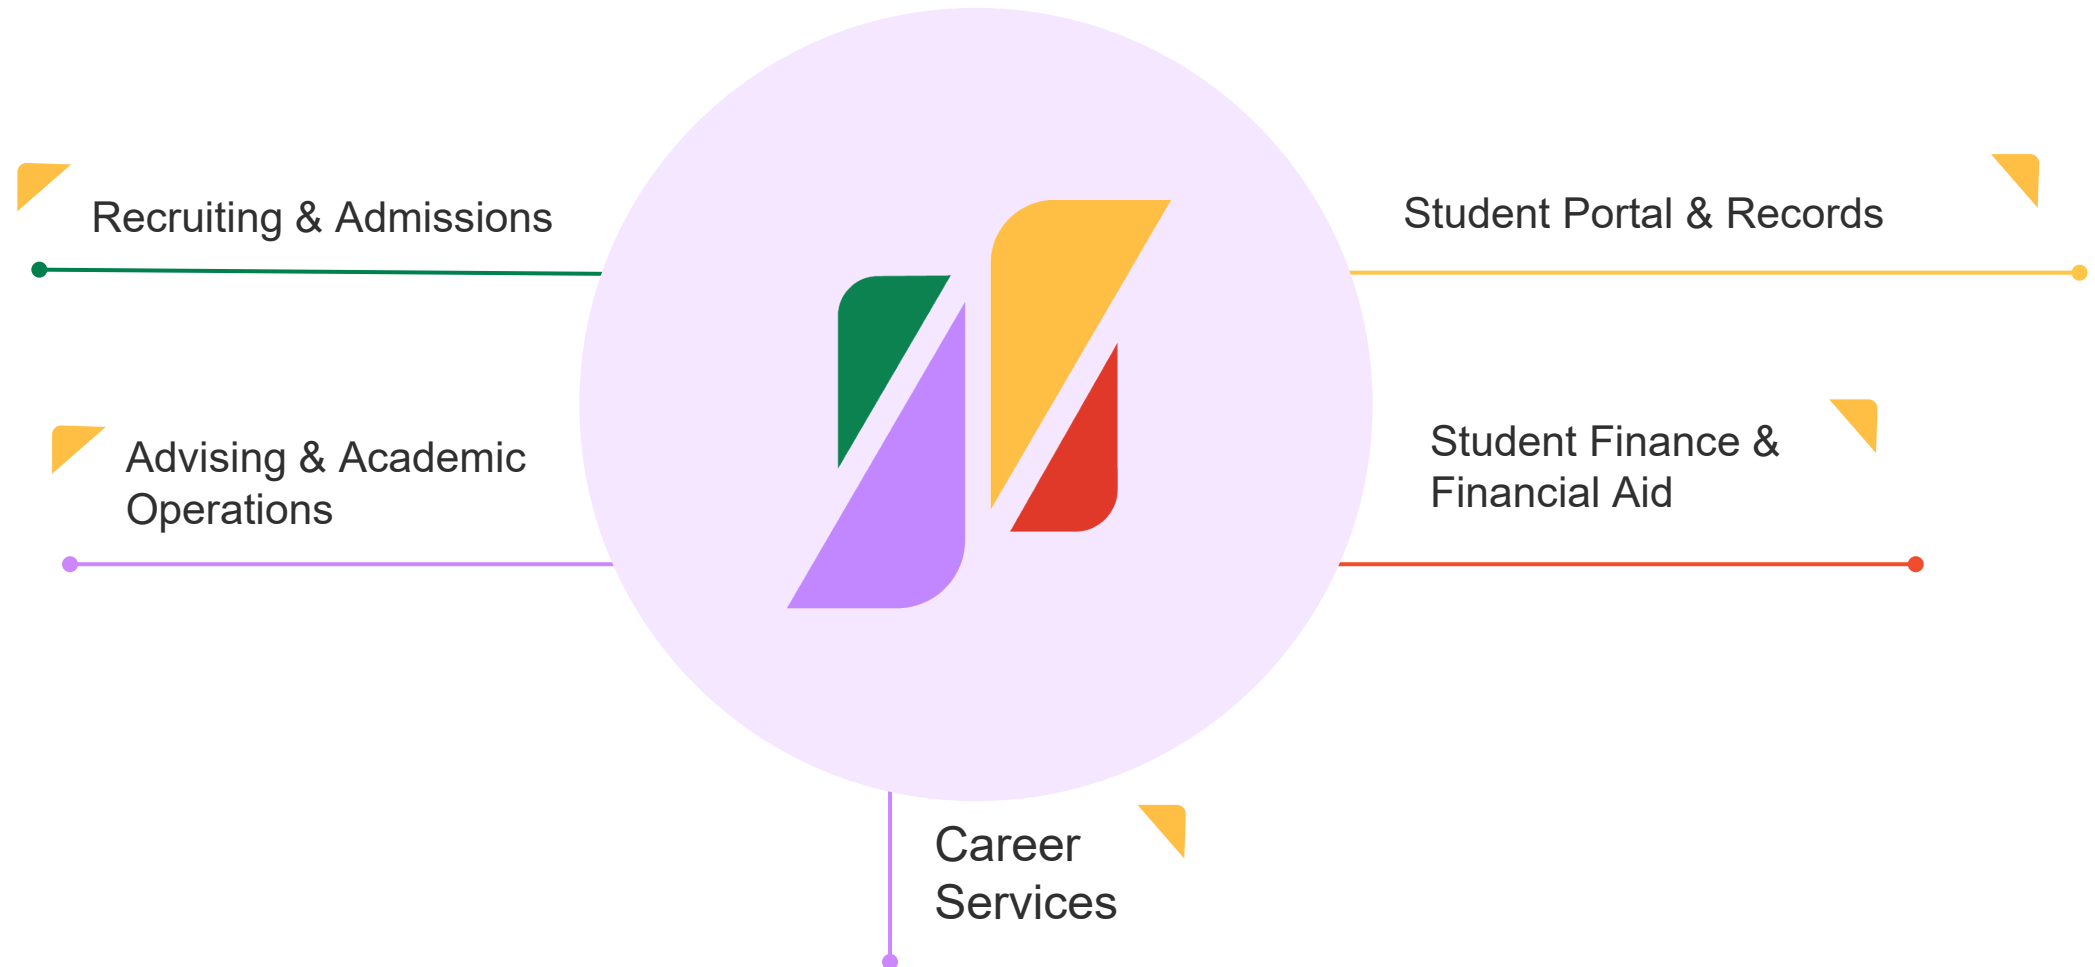 Recruiting & Admissions
Student Portal & Records
Advising & Academic
Operations
Student Finance &
Financial Aid
Career
Services